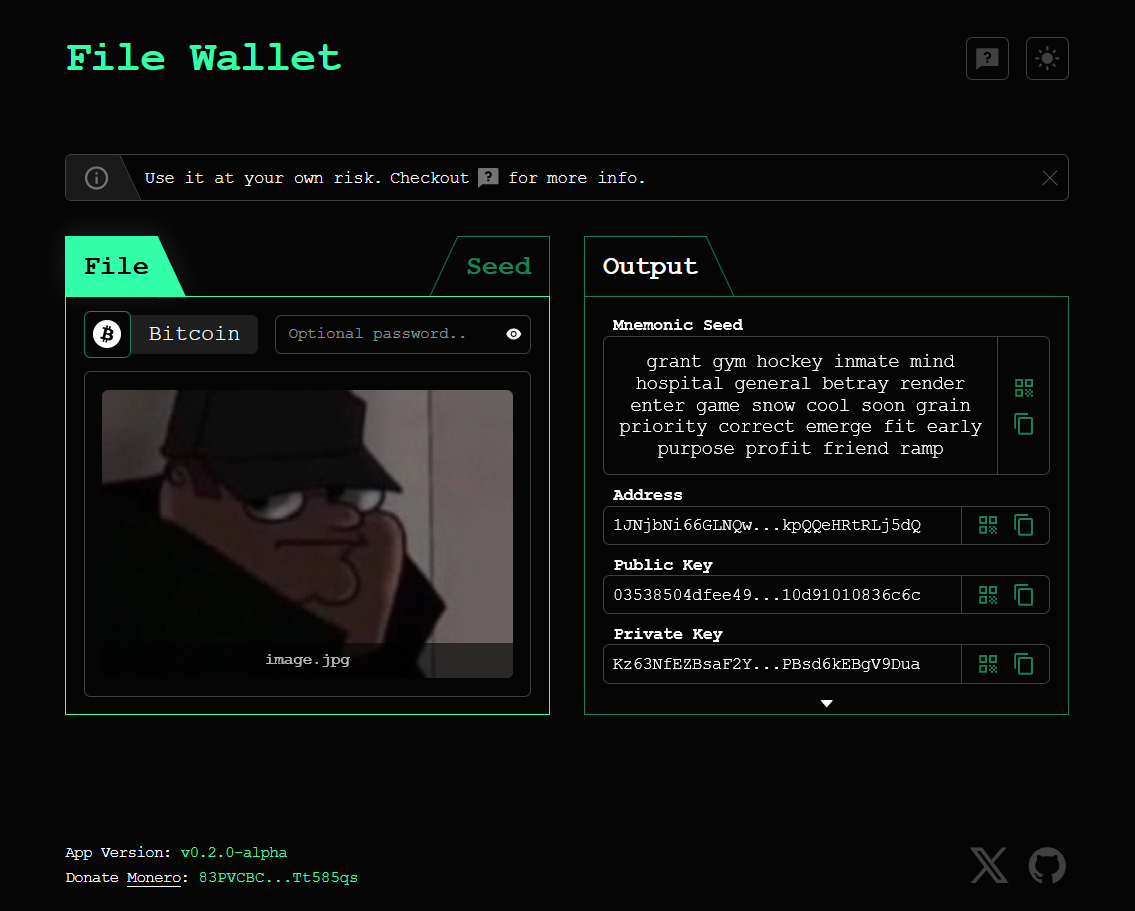 File Wallet
Use it at your own risk. Checkout ? for more info.
File
Seed
Bitcoin
Optional password..
image.jpg
Output
Mnemonic Seed
grant gym hockey inmate mind
hospital general betray render
enter game snow cool soon grain
priority correct emerge fit early
purpose profit friend ramp
Address
1JNjbNi66GLNQw...kpQQeHRtRLj5dQ
Public Key
03538504dfee49...10d91010836c6c
Private Key
Kz63NfEZBsaF2Y...PBsd6kEBgV9Dua
App Version: v0.2.0-alpha
Donate Monero: 83PVCBC...Tt585qs